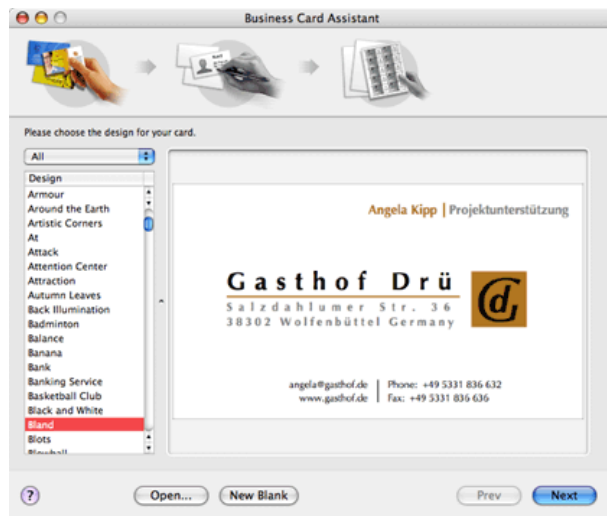 Business Card Assistant
Please choose the design for your card.
All
Design
Armour
Around the Earth
Artistic Corners
At
Attack
Attention Center
Attraction
Autumn Leaves
Back Illumination
Badminton
Balance
Banana
Bank
Banking Service
Basketball Club
Black and White
Bland
Blots
Blowball
Angela Kipp | Projektunterstützung
Gasthof Drü
Salzdahlumer Str. 36
38302 Wolfenbüttel Germany
angela@gasthof.de | Phone: +49 5331 836 632
www.gasthof.de | Fax: +49 5331 836 636
? Open... New Blank Prev Next